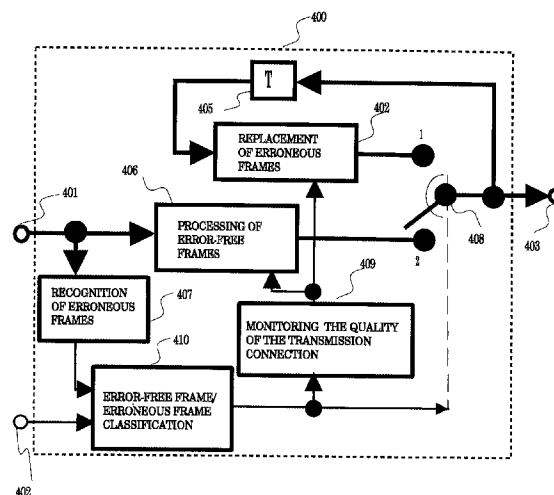 400
T
405
402
REPLACEMENT
OF ERRONEOUS
FRAMES
1
406
401
PROCESSING OF
ERROR-FREE
FRAMES
408
403
2
409
RECOGNITION
OF ERRONEOUS
FRAMES
407
MONITORING THE QUALITY
OF THE TRANSMISSION
CONNECTION
410
ERROR-FREE FRAME/
ERRONEOUS FRAME
CLASSIFICATION
402